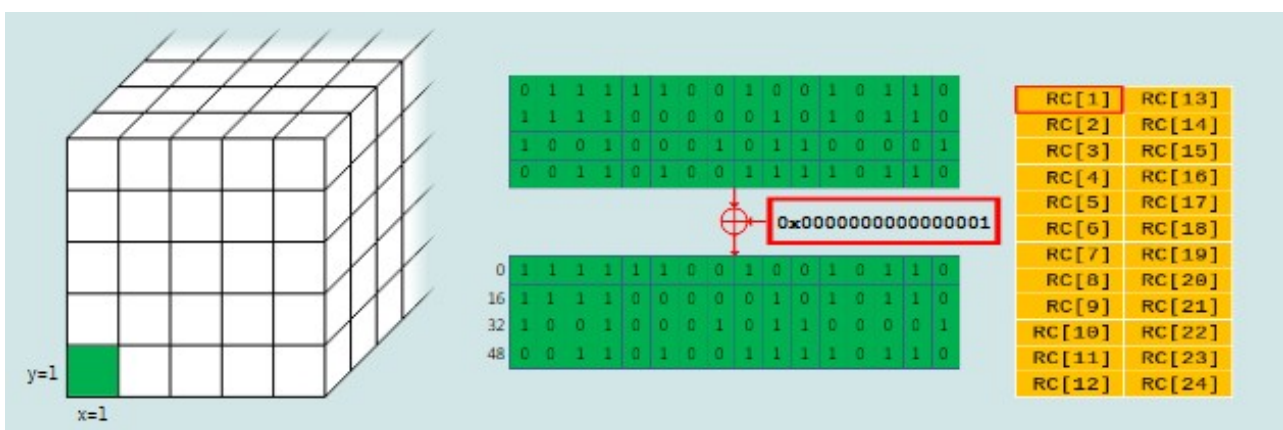 0 1 1 1 1 1 0 0 1 0 0 1 0 1 1 0
1 1 1 1 0 0 0 0 0 1 0 1 0 1 1 0
1 0 0 1 0 0 0 1 0 1 1 0 0 0 0 1
0 0 1 1 0 1 0 0 1 1 1 1 0 1 1 0
0x0000000000000001
0 1 1 1 1 1 1 0 0 1 0 0 1 0 1 1 0
16 1 1 1 1 0 0 0 0 0 1 0 1 0 1 1 0
32 1 0 0 1 0 0 0 1 0 1 1 0 0 0 0 1
48 0 0 1 1 0 1 0 0 1 1 1 1 0 1 1 0
y=1
x=1
RC[1] RC[13]
RC[2] RC[14]
RC[3] RC[15]
RC[4] RC[16]
RC[5] RC[17]
RC[6] RC[18]
RC[7] RC[19]
RC[8] RC[20]
RC[9] RC[21]
RC[10] RC[22]
RC[11] RC[23]
RC[12] RC[24]